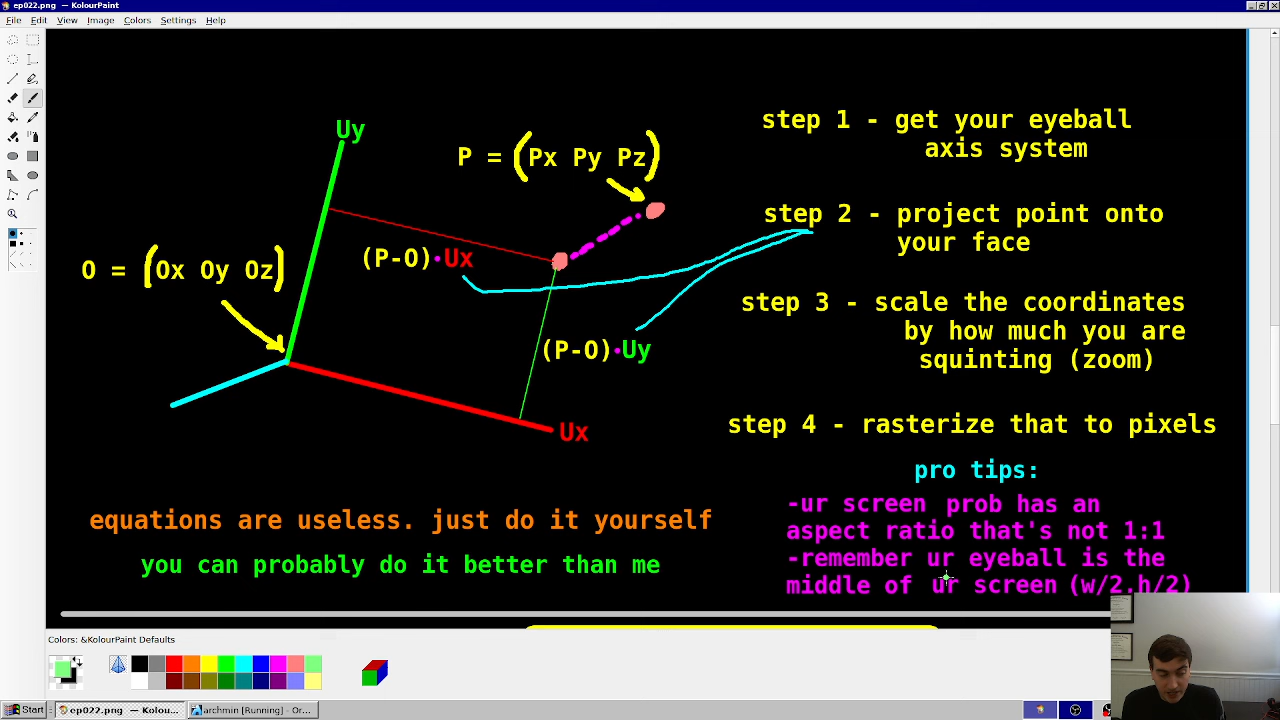 ep022.png — KolourPaint
File Edit View Image Colors Settings Help
Uy
P = (Px Py Pz)
O = (Ox Oy Oz)
(P-O)·Ux
(P-O)·Uy
Ux
equations are useless. just do it yourself
you can probably do it better than me
step 1 - get your eyeball
axis system
step 2 - project point onto
your face
step 3 - scale the coordinates
by how much you are
squinting (zoom)
step 4 - rasterize that to pixels
pro tips:
-ur screen prob has an
aspect ratio that's not 1:1
-remember ur eyeball is the
middle of ur screen (w/2,h/2)
Colors: &KolourPaint Defaults
Start
ep022.png — Kolou...
archmin [Running] - Or...